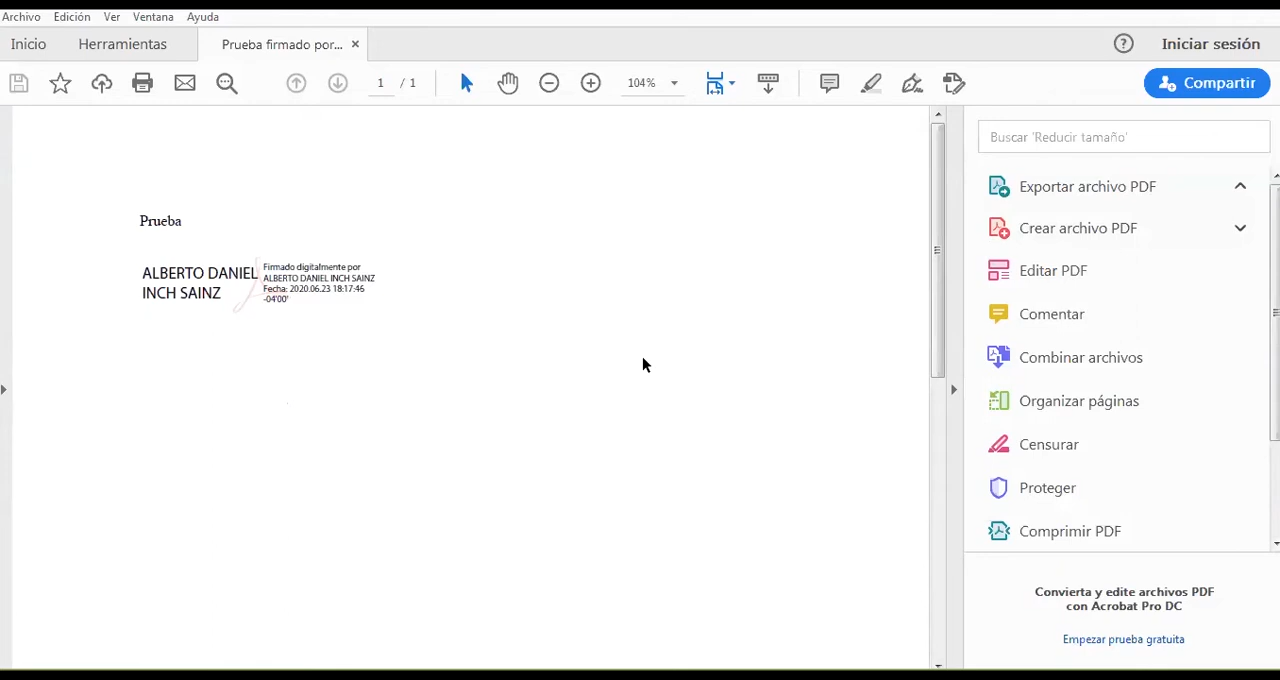 Archivo Edición Ver Ventana Ayuda
Inicio Herramientas Prueba firmado por... × ? Iniciar sesión
1 / 1 104% Compartir
Buscar 'Reducir tamaño'
Exportar archivo PDF
Crear archivo PDF
Editar PDF
Comentar
Combinar archivos
Organizar páginas
Censurar
Proteger
Comprimir PDF
Convierta y edite archivos PDF
con Acrobat Pro DC
Empezar prueba gratuita
Prueba
ALBERTO DANIEL
INCH SAINZ
Firmado digitalmente por
ALBERTO DANIEL INCH SAINZ
Fecha: 2020.06.23 18:17:46
-04'00'